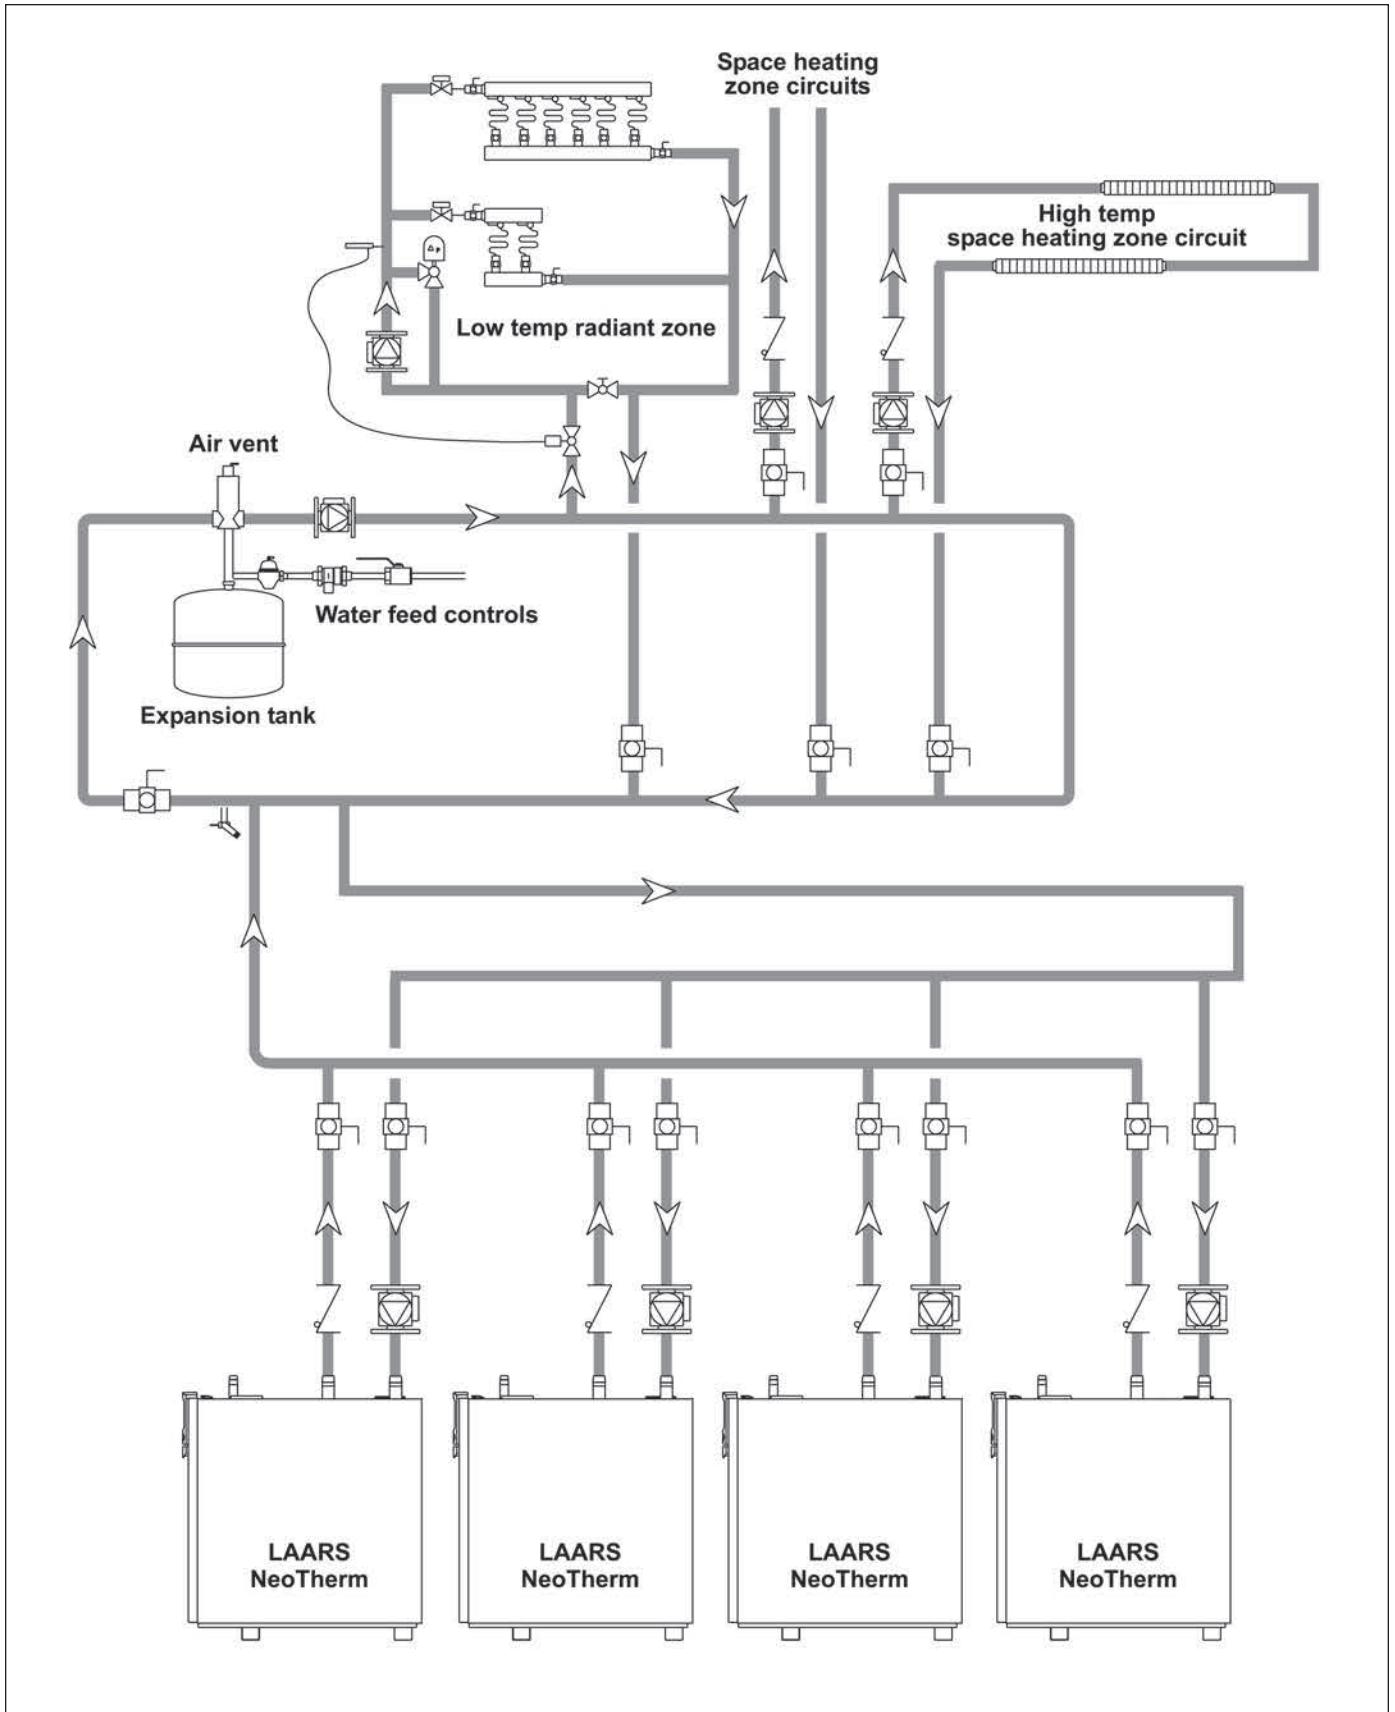 Space heating
zone circuits
High temp
space heating zone circuit
Δ P
Low temp radiant zone
Air vent
Water feed controls
Expansion tank
LAARS
NeoTherm
LAARS
NeoTherm
LAARS
NeoTherm
LAARS
NeoTherm